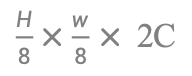 H/8 × w/8 × 2C